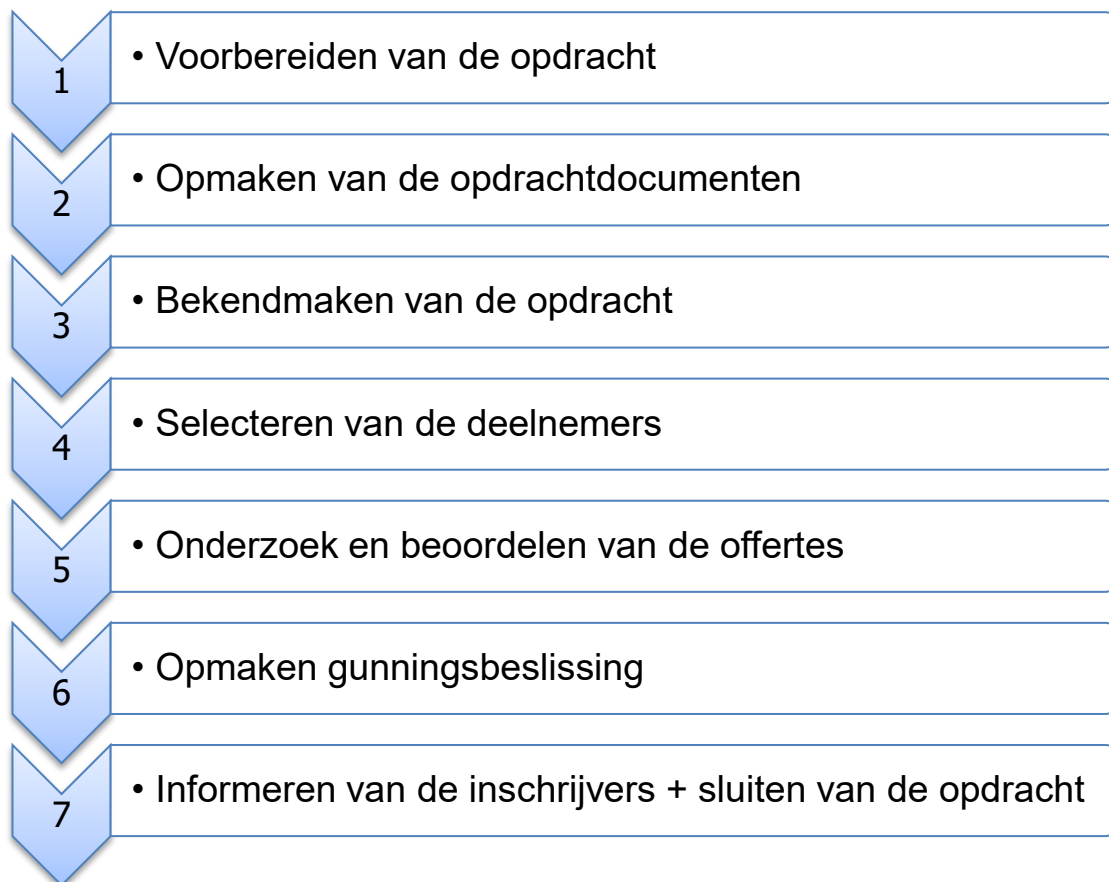 1
• Voorbereiden van de opdracht
2
• Opmaken van de opdrachtdocumenten
3
• Bekendmaken van de opdracht
4
• Selecteren van de deelnemers
5
• Onderzoek en beoordelen van de offertes
6
• Opmaken gunningsbeslissing
7
• Informeren van de inschrijvers + sluiten van de opdracht